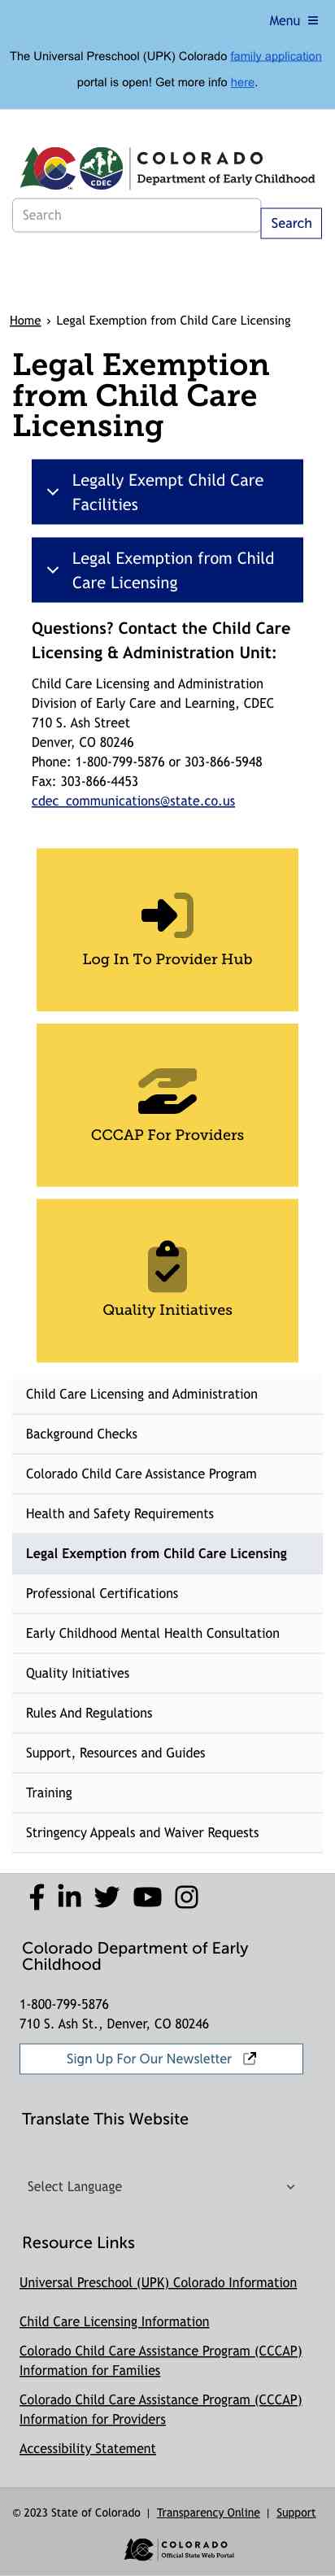 Menu
The Universal Preschool (UPK) Colorado family application
portal is open! Get more info here.
C
CDEC
COLORADO
Department of Early Childhood
Search
Search
Home › Legal Exemption from Child Care Licensing
Legal Exemption
from Child Care
Licensing
Legally Exempt Child Care
Facilities
Legal Exemption from Child
Care Licensing
Questions? Contact the Child Care
Licensing & Administration Unit:
Child Care Licensing and Administration
Division of Early Care and Learning, CDEC
710 S. Ash Street
Denver, CO 80246
Phone: 1-800-799-5876 or 303-866-5948
Fax: 303-866-4453
cdec_communications@state.co.us
Log In To Provider Hub
CCCAP For Providers
Quality Initiatives
Child Care Licensing and Administration
Background Checks
Colorado Child Care Assistance Program
Health and Safety Requirements
Legal Exemption from Child Care Licensing
Professional Certifications
Early Childhood Mental Health Consultation
Quality Initiatives
Rules And Regulations
Support, Resources and Guides
Training
Stringency Appeals and Waiver Requests
Colorado Department of Early
Childhood
1-800-799-5876
710 S. Ash St., Denver, CO 80246
Sign Up For Our Newsletter
Translate This Website
Select Language
Resource Links
Universal Preschool (UPK) Colorado Information
Child Care Licensing Information
Colorado Child Care Assistance Program (CCCAP)
Information for Families
Colorado Child Care Assistance Program (CCCAP)
Information for Providers
Accessibility Statement
© 2023 State of Colorado | Transparency Online | Support
COLORADO
Official State Web Portal